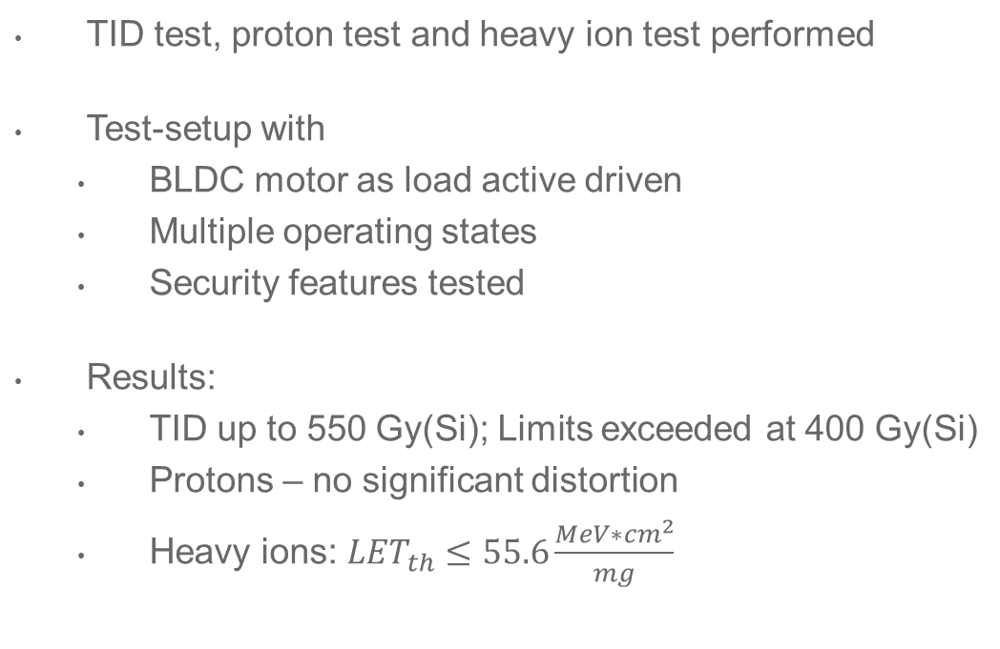 • TID test, proton test and heavy ion test performed
• Test-setup with
• BLDC motor as load active driven
• Multiple operating states
• Security features tested
• Results:
• TID up to 550 Gy(Si); Limits exceeded at 400 Gy(Si)
• Protons – no significant distortion
• Heavy ions: $LET_{th} \leq 55.6 \frac{MeV*cm^2}{mg}$